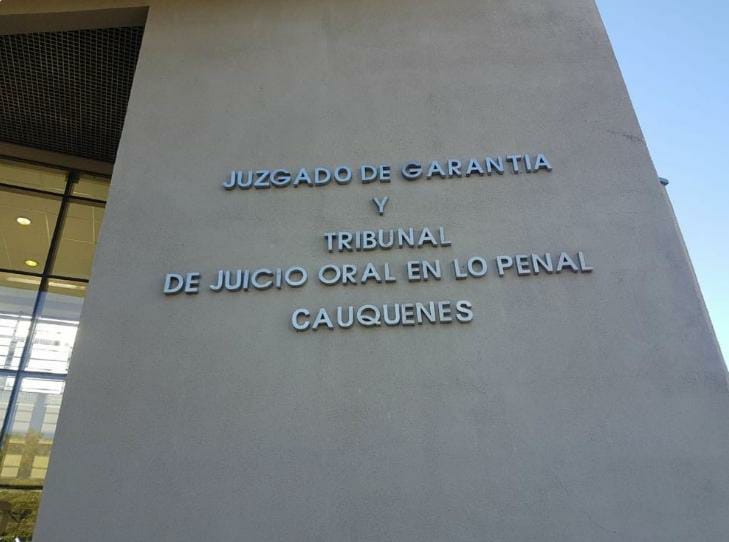 JUZGADO DE GARANTIA
Y
TRIBUNAL
DE JUICIO ORAL EN LO PENAL
CAUQUENES